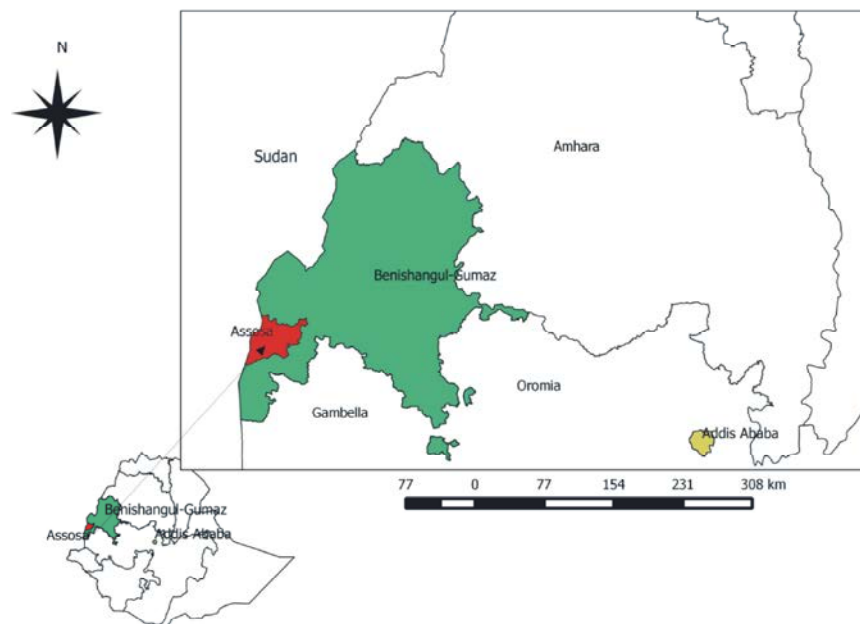 N
Sudan
Amhara
Benishangul-Gumaz
Assosa
Oromia
Gambella
Addis Ababa
77 0 77 154 231 308 km
Benishangul-Gumaz
Assosa
Addis Ababa